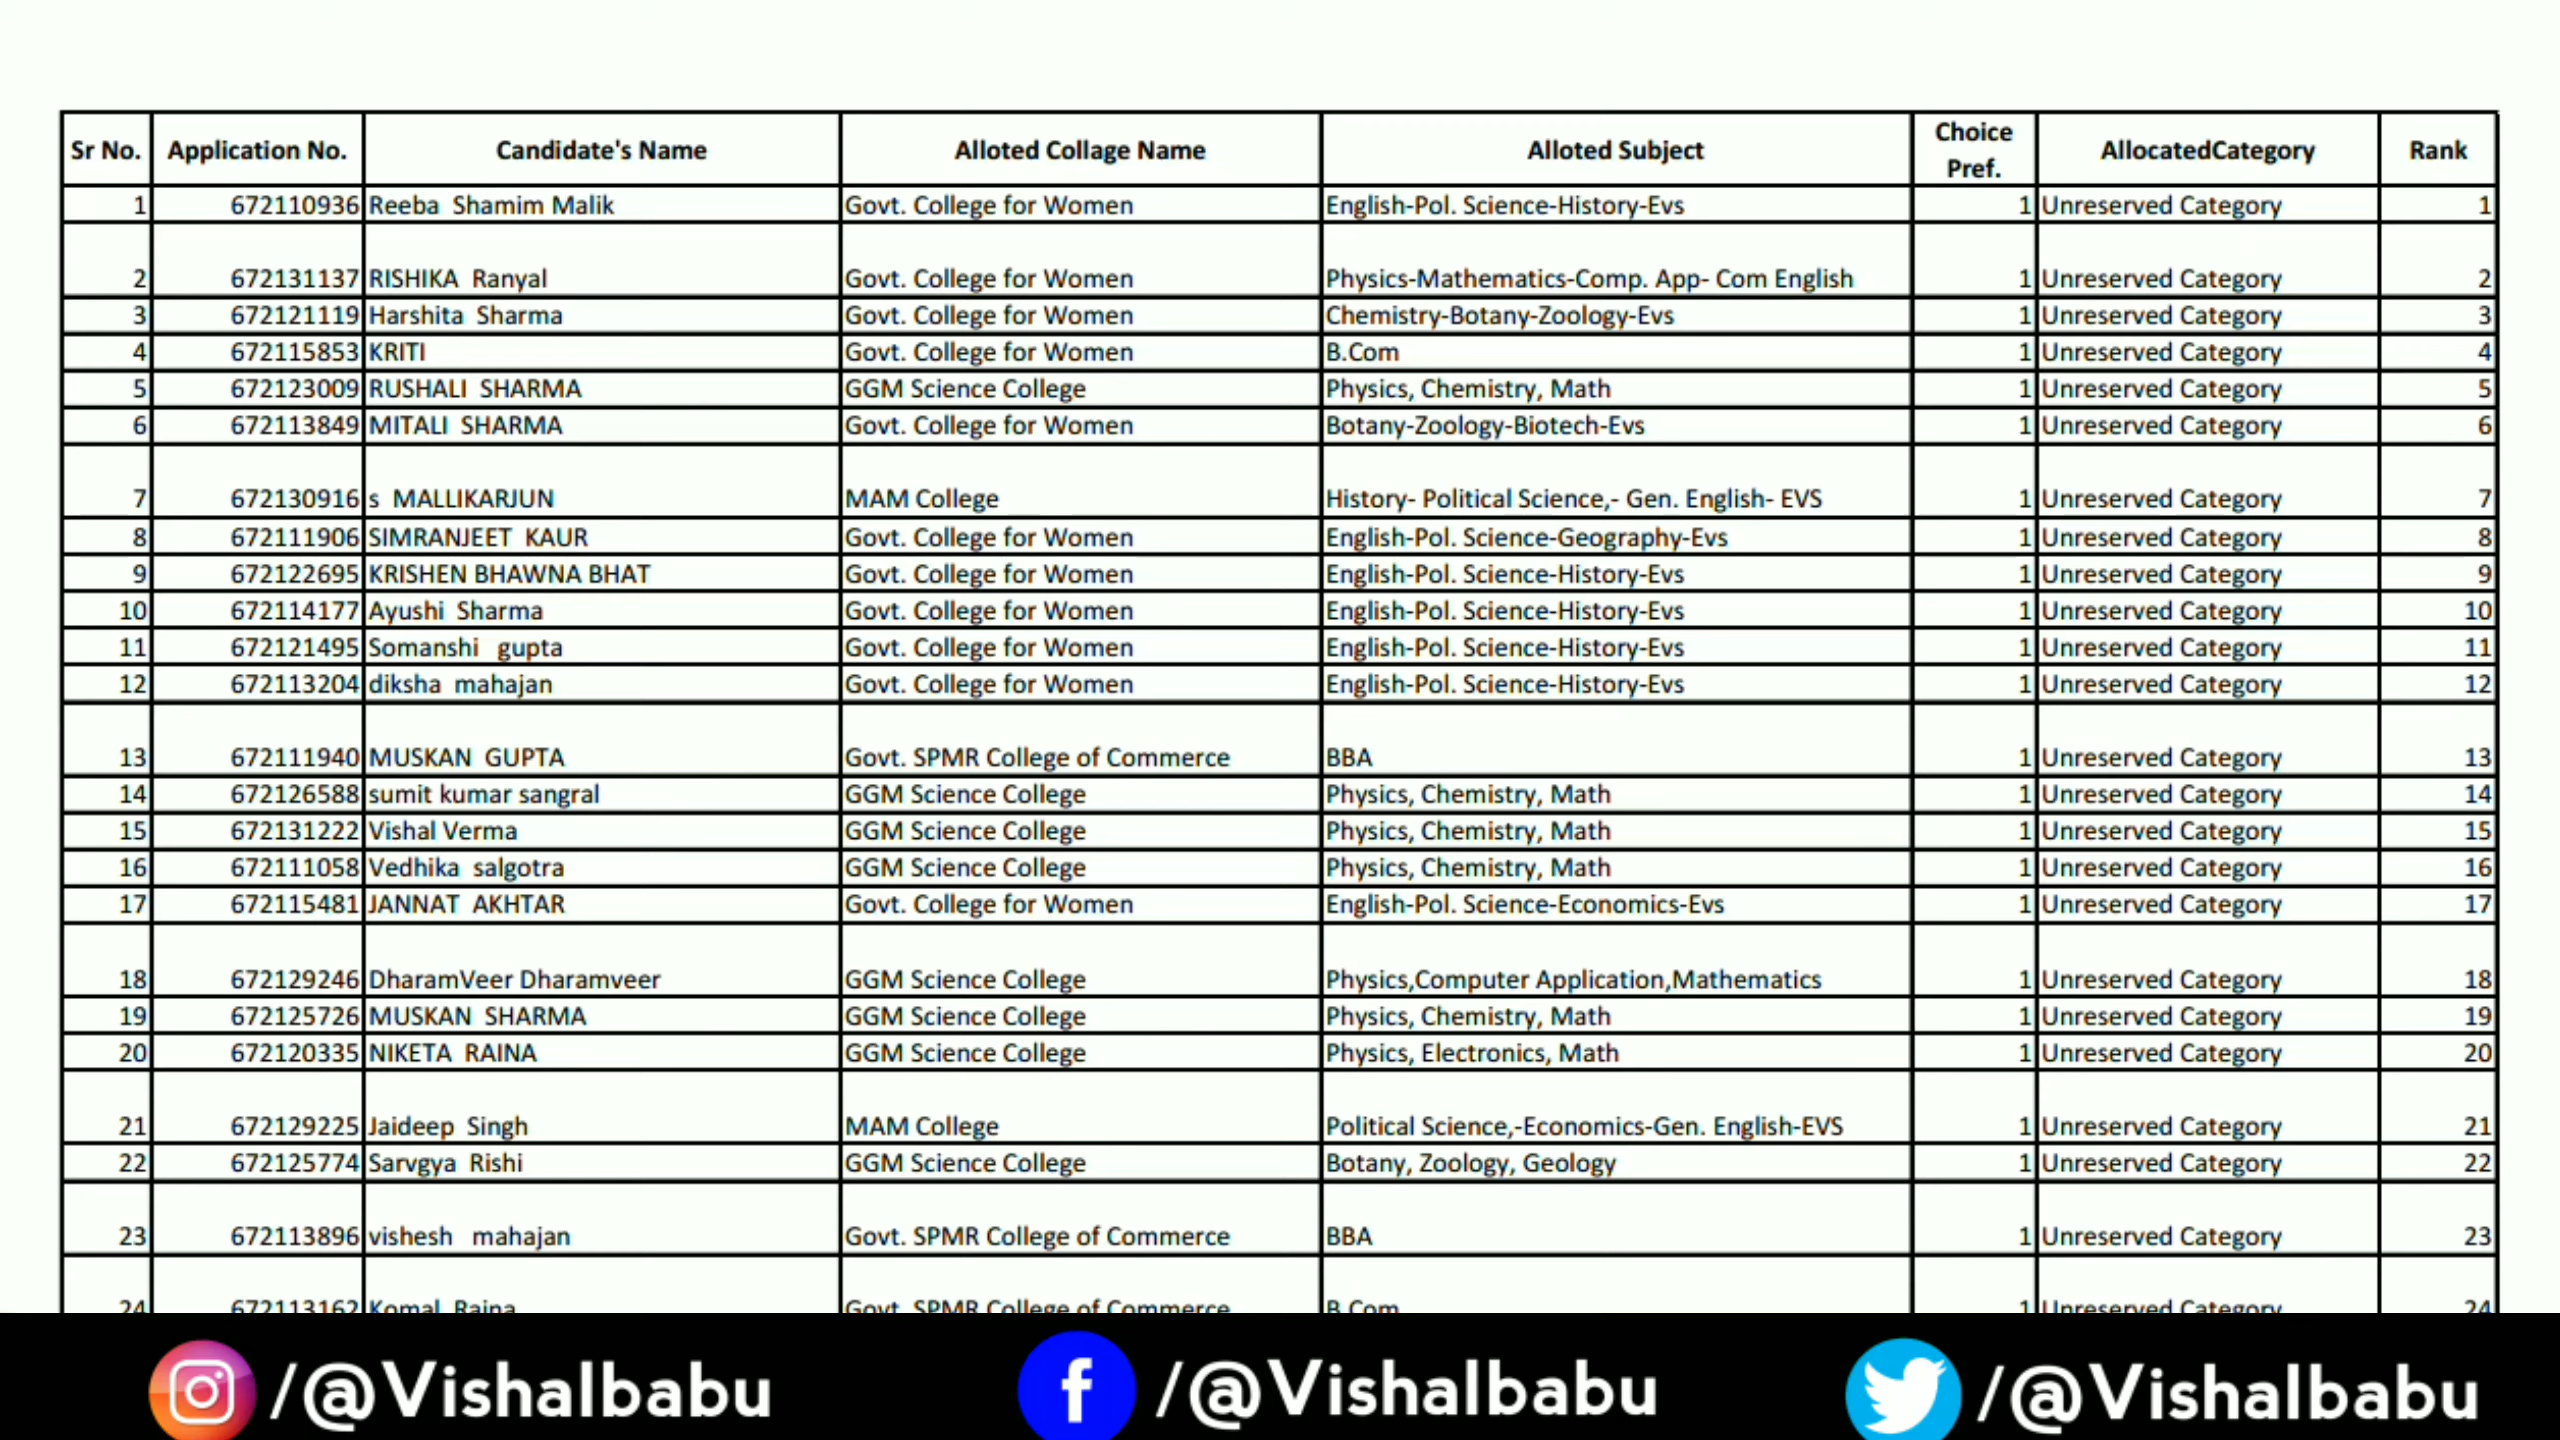 Sr No. Application No. Candidate's Name Alloted Collage Name Alloted Subject Choice Pref. AllocatedCategory Rank
1 672110936 Reeba Shamim Malik Govt. College for Women English-Pol. Science-History-Evs 1 Unreserved Category 1
2 672131137 RISHIKA Ranyal Govt. College for Women Physics-Mathematics-Comp. App- Com English 1 Unreserved Category 2
3 672121119 Harshita Sharma Govt. College for Women Chemistry-Botany-Zoology-Evs 1 Unreserved Category 3
4 672115853 KRITI Govt. College for Women B.Com 1 Unreserved Category 4
5 672123009 RUSHALI SHARMA GGM Science College Physics, Chemistry, Math 1 Unreserved Category 5
6 672113849 MITALI SHARMA Govt. College for Women Botany-Zoology-Biotech-Evs 1 Unreserved Category 6
7 672130916 s MALLIKARJUN MAM College History- Political Science,- Gen. English- EVS 1 Unreserved Category 7
8 672111906 SIMRANJEET KAUR Govt. College for Women English-Pol. Science-Geography-Evs 1 Unreserved Category 8
9 672122695 KRISHEN BHAWNA BHAT Govt. College for Women English-Pol. Science-History-Evs 1 Unreserved Category 9
10 672114177 Ayushi Sharma Govt. College for Women English-Pol. Science-History-Evs 1 Unreserved Category 10
11 672121495 Somanshi gupta Govt. College for Women English-Pol. Science-History-Evs 1 Unreserved Category 11
12 672113204 diksha mahajan Govt. College for Women English-Pol. Science-History-Evs 1 Unreserved Category 12
13 672111940 MUSKAN GUPTA Govt. SPMR College of Commerce BBA 1 Unreserved Category 13
14 672126588 sumit kumar sangral GGM Science College Physics, Chemistry, Math 1 Unreserved Category 14
15 672131222 Vishal Verma GGM Science College Physics, Chemistry, Math 1 Unreserved Category 15
16 672111058 Vedhika salgotra GGM Science College Physics, Chemistry, Math 1 Unreserved Category 16
17 672115481 JANNAT AKHTAR Govt. College for Women English-Pol. Science-Economics-Evs 1 Unreserved Category 17
18 672129246 DharamVeer Dharamveer GGM Science College Physics,Computer Application,Mathematics 1 Unreserved Category 18
19 672125726 MUSKAN SHARMA GGM Science College Physics, Chemistry, Math 1 Unreserved Category 19
20 672120335 NIKETA RAINA GGM Science College Physics, Electronics, Math 1 Unreserved Category 20
21 672129225 Jaideep Singh MAM College Political Science,-Economics-Gen. English-EVS 1 Unreserved Category 21
22 672125774 Sarvgya Rishi GGM Science College Botany, Zoology, Geology 1 Unreserved Category 22
23 672113896 vishesh mahajan Govt. SPMR College of Commerce BBA 1 Unreserved Category 23
24 672113162 Komal Raina Govt. SPMR College of Commerce B.Com 1 Unreserved Category 24
/@Vishalbabu /@Vishalbabu /@Vishalbabu